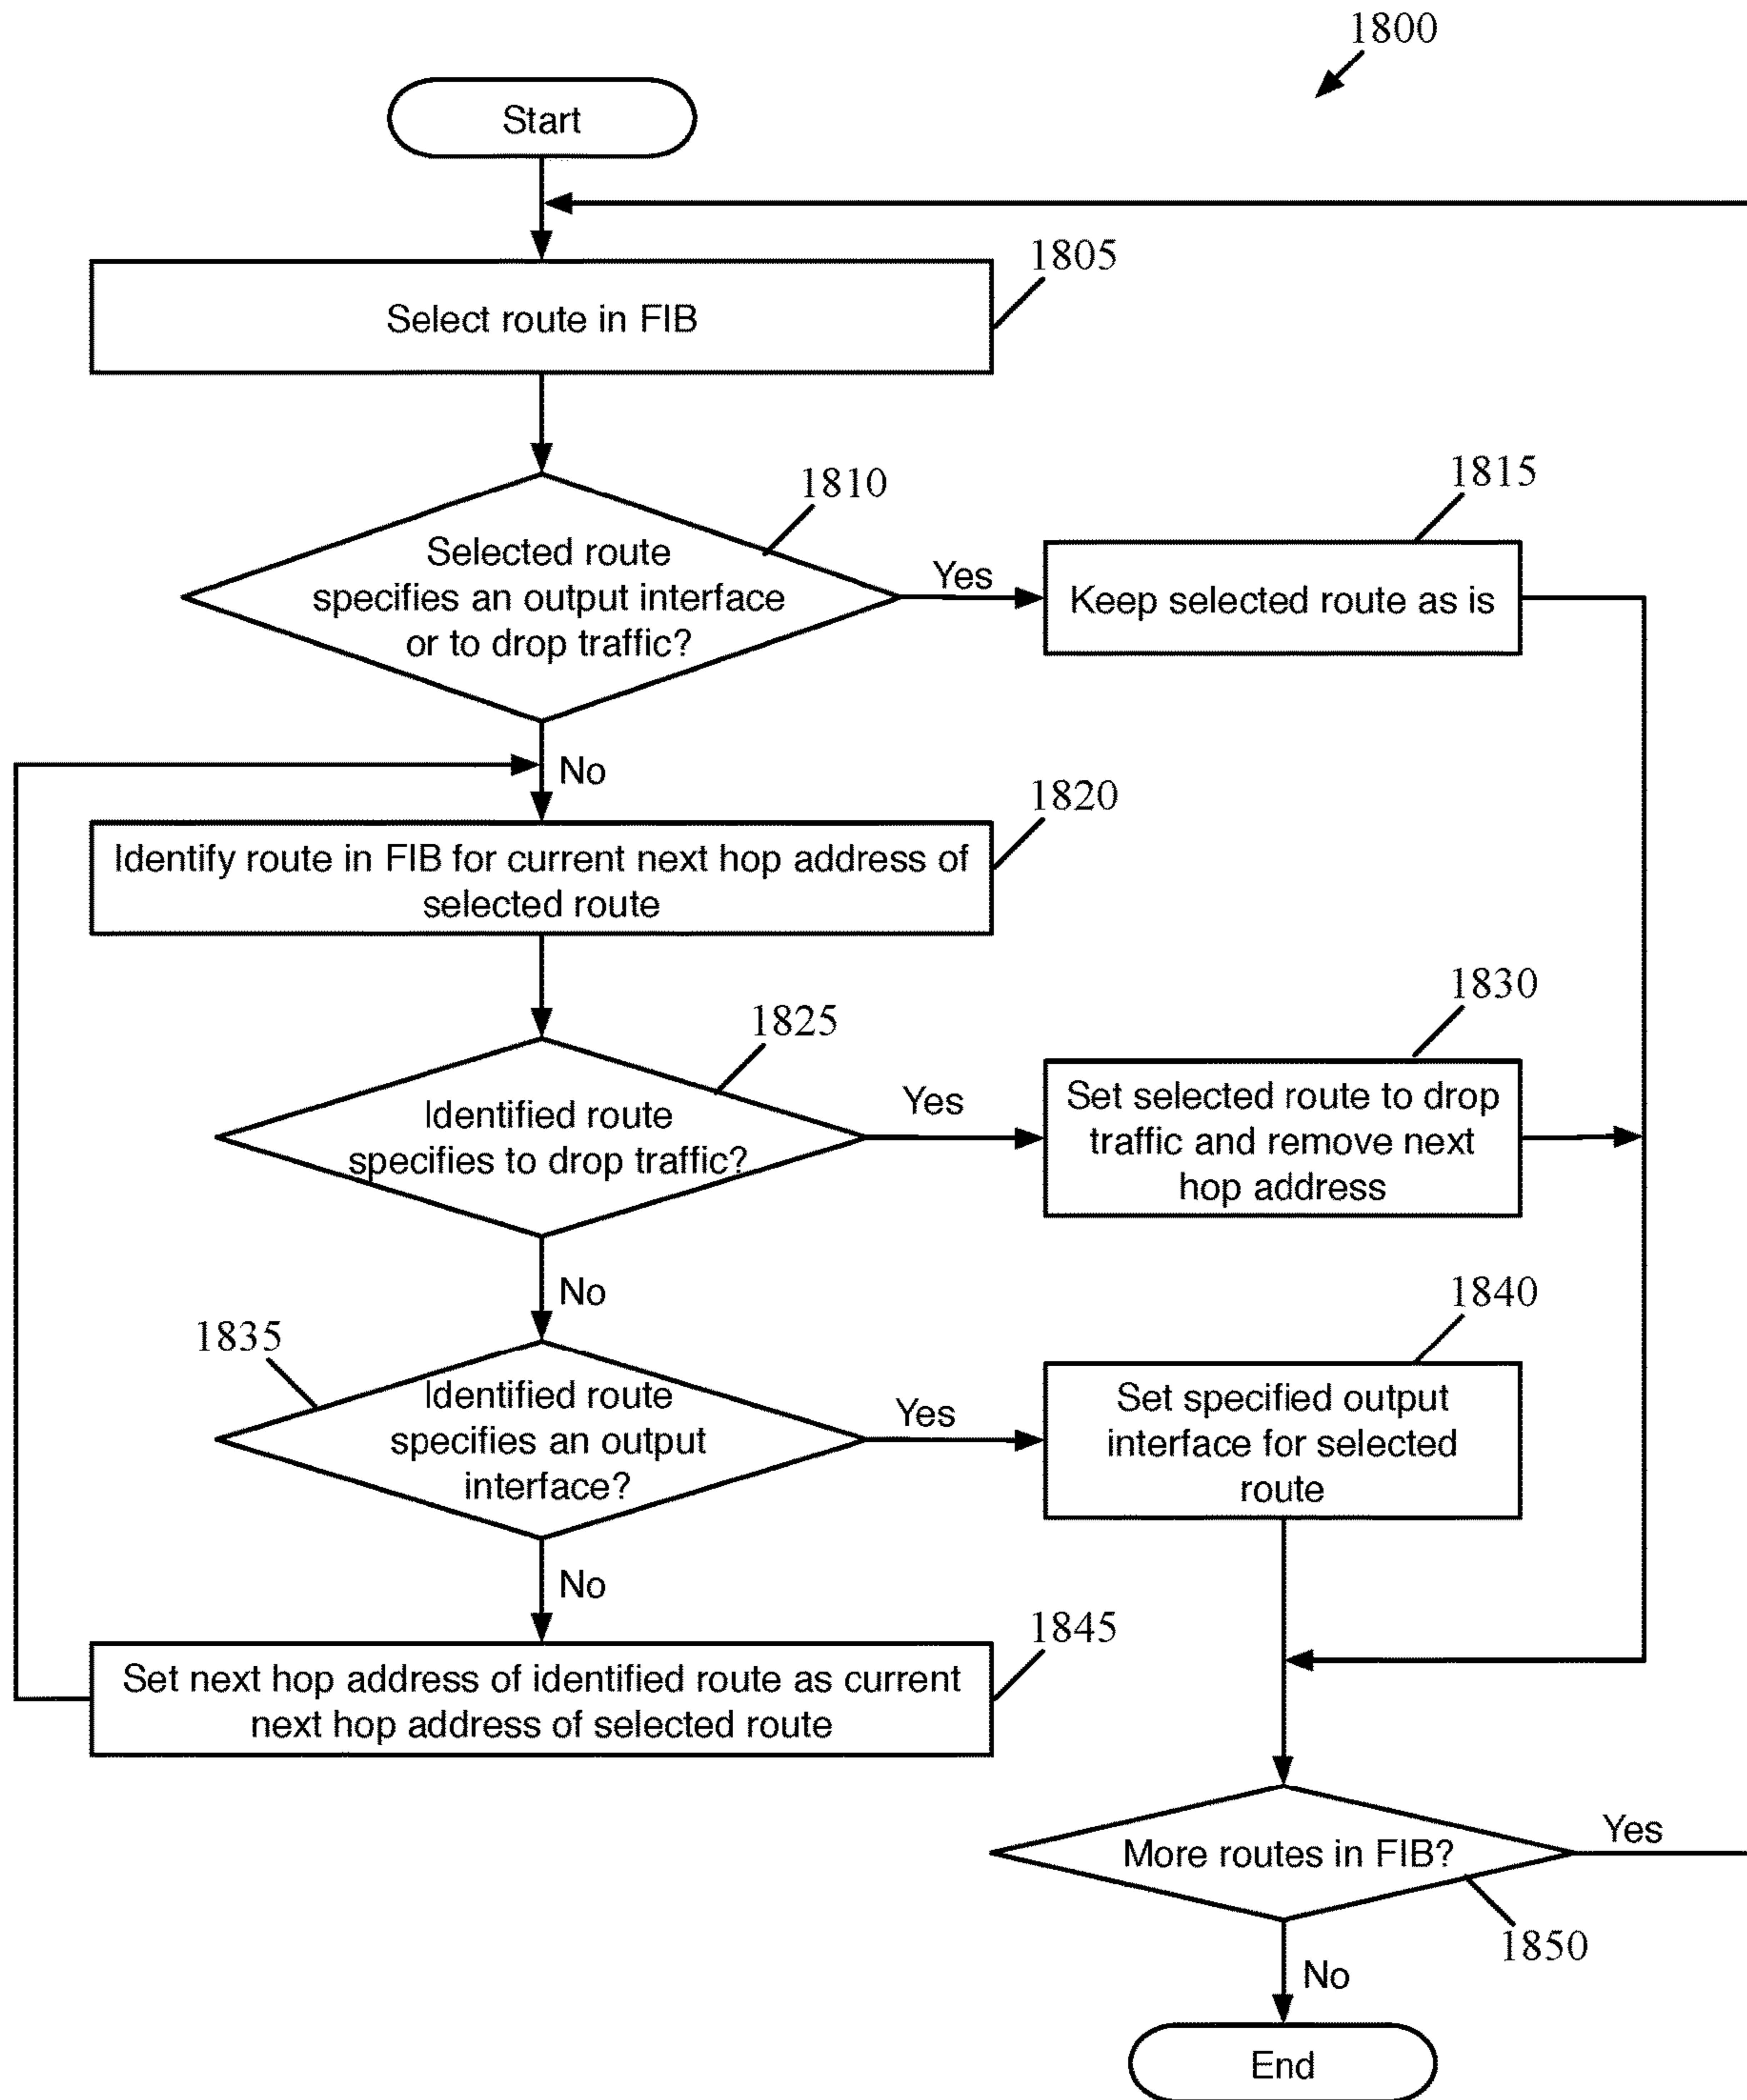 1800
Start
1805
Select route in FIB
1810
1815
Selected route
specifies an output interface
or to drop traffic?
Yes
Keep selected route as is
No
1820
Identify route in FIB for current next hop address of
selected route
1825
1830
Identified route
specifies to drop traffic?
Yes
Set selected route to drop
traffic and remove next
hop address
No
1835
1840
Identified route
specifies an output
interface?
Yes
Set specified output
interface for selected
route
No
1845
Set next hop address of identified route as current
next hop address of selected route
More routes in FIB?
Yes
1850
No
End